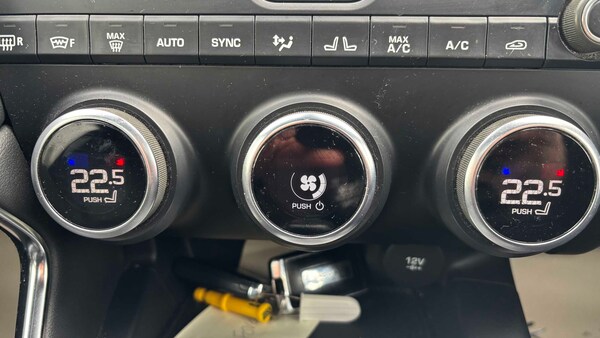 R
F
MAX
AUTO
SYNC
MAX
A/C
A/C
22.5
PUSH
PUSH
22.5
PUSH
12V